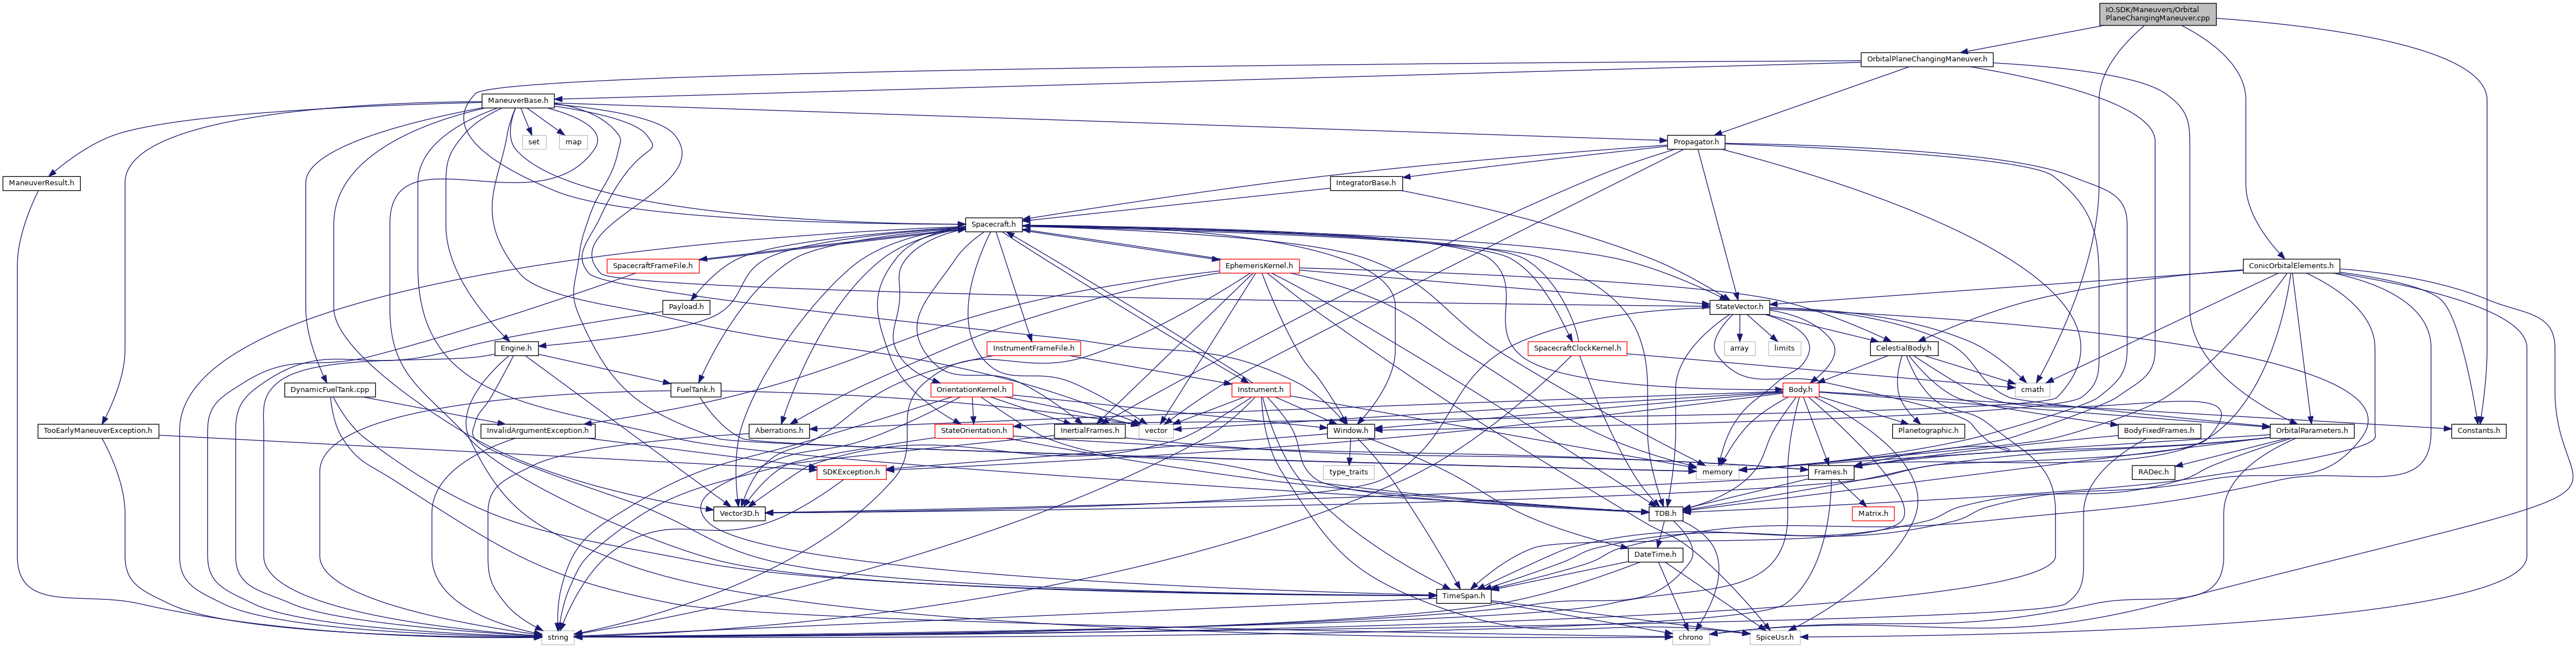 IO.SDK/Maneuvers/Orbital
PlaneChangingManeuver.cpp
OrbitalPlaneChangingManeuver.h
ManeuverBase.h
set
map
Propagator.h
ManeuverResult.h
IntegratorBase.h
Spacecraft.h
SpacecraftFrameFile.h
EphemerisKernel.h
ConicOrbitalElements.h
Payload.h
StateVector.h
Engine.h
InstrumentFrameFile.h
SpacecraftClockKernel.h
array
limits
CelestialBody.h
DynamicFuelTank.cpp
FuelTank.h
OrientationKernel.h
Instrument.h
Body.h
cmath
TooEarlyManeuverException.h
InvalidArgumentException.h
Aberrations.h
StateOrientation.h
InertialFrames.h
vector
Window.h
Planetographic.h
BodyFixedFrames.h
OrbitalParameters.h
Constants.h
SDKException.h
type_traits
memory
Frames.h
RADec.h
Vector3D.h
TDB.h
Matrix.h
DateTime.h
TimeSpan.h
string
chrono
SpiceUsr.h